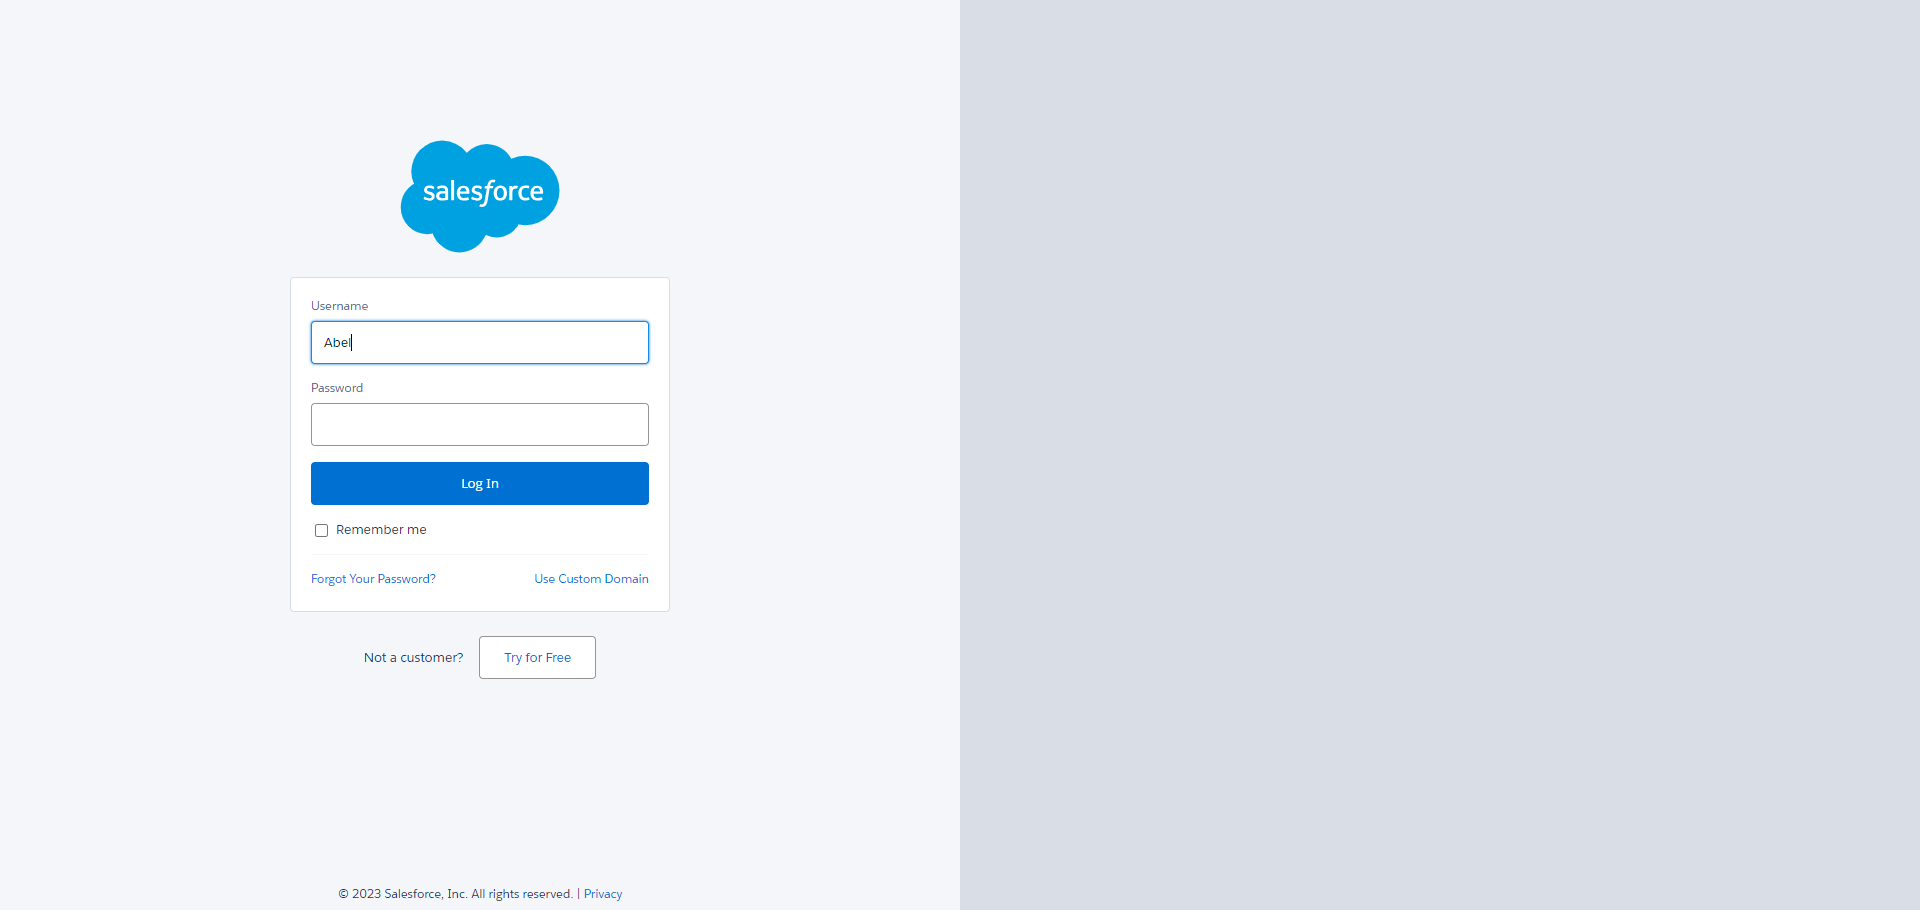 salesforce
Username
Abel
Password
Log In
Remember me
Forgot Your Password? Use Custom Domain
Not a customer? Try for Free
© 2023 Salesforce, Inc. All rights reserved. | Privacy